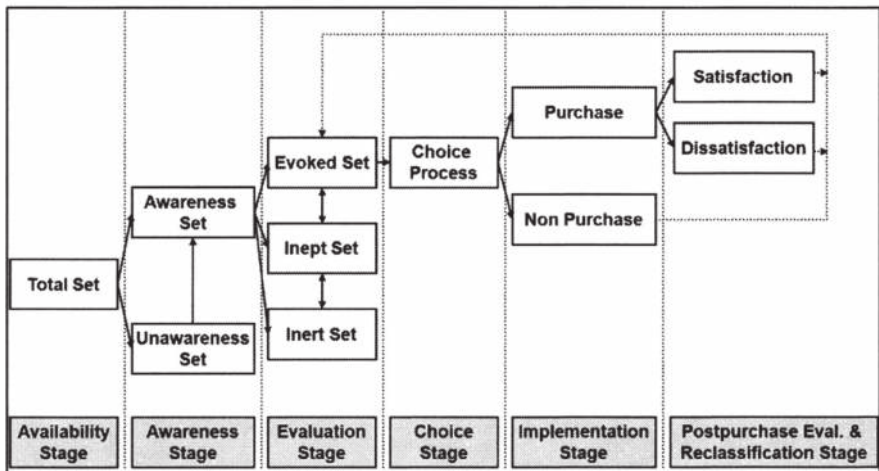 Satisfaction
Purchase
Dissatisfaction
Evoked Set
Choice
Process
Awareness
Set
Non Purchase
Inept Set
Total Set
Unawareness
Set
Inert Set
Availability
Stage
Awareness
Stage
Evaluation
Stage
Choice
Stage
Implementation
Stage
Postpurchase Eval. &
Reclassification Stage